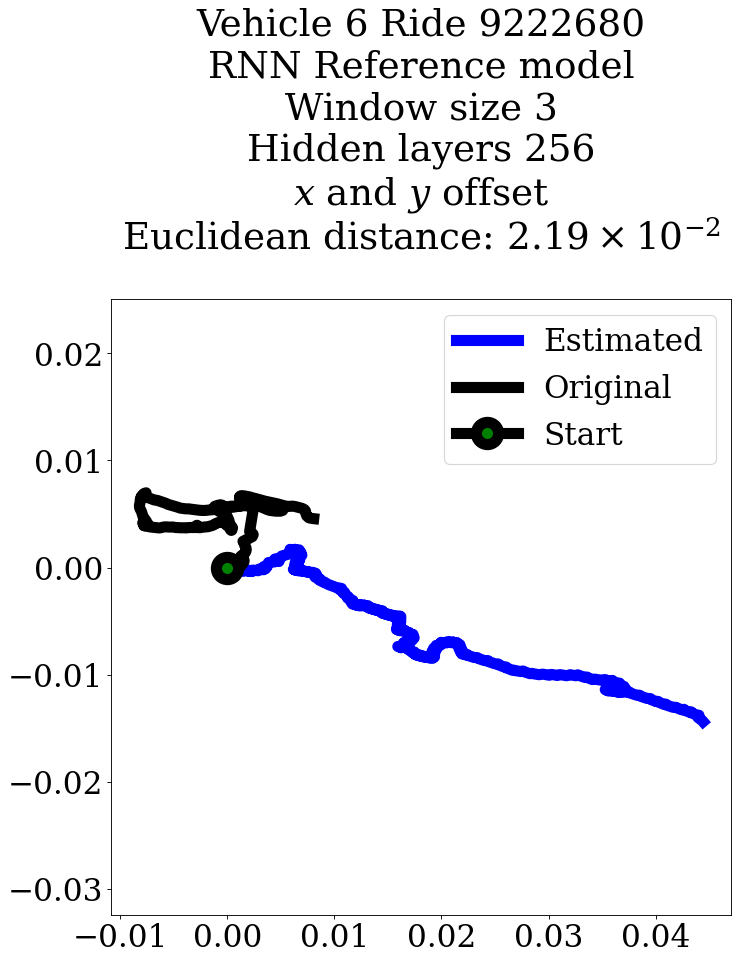 Vehicle 6 Ride 9222680
RNN Reference model
Window size 3
Hidden layers 256
x and y offset
Euclidean distance: 2.19 × 10⁻²
Estimated
Original
Start
0.02
0.01
0.00
−0.01
−0.02
−0.03
−0.01 0.00 0.01 0.02 0.03 0.04